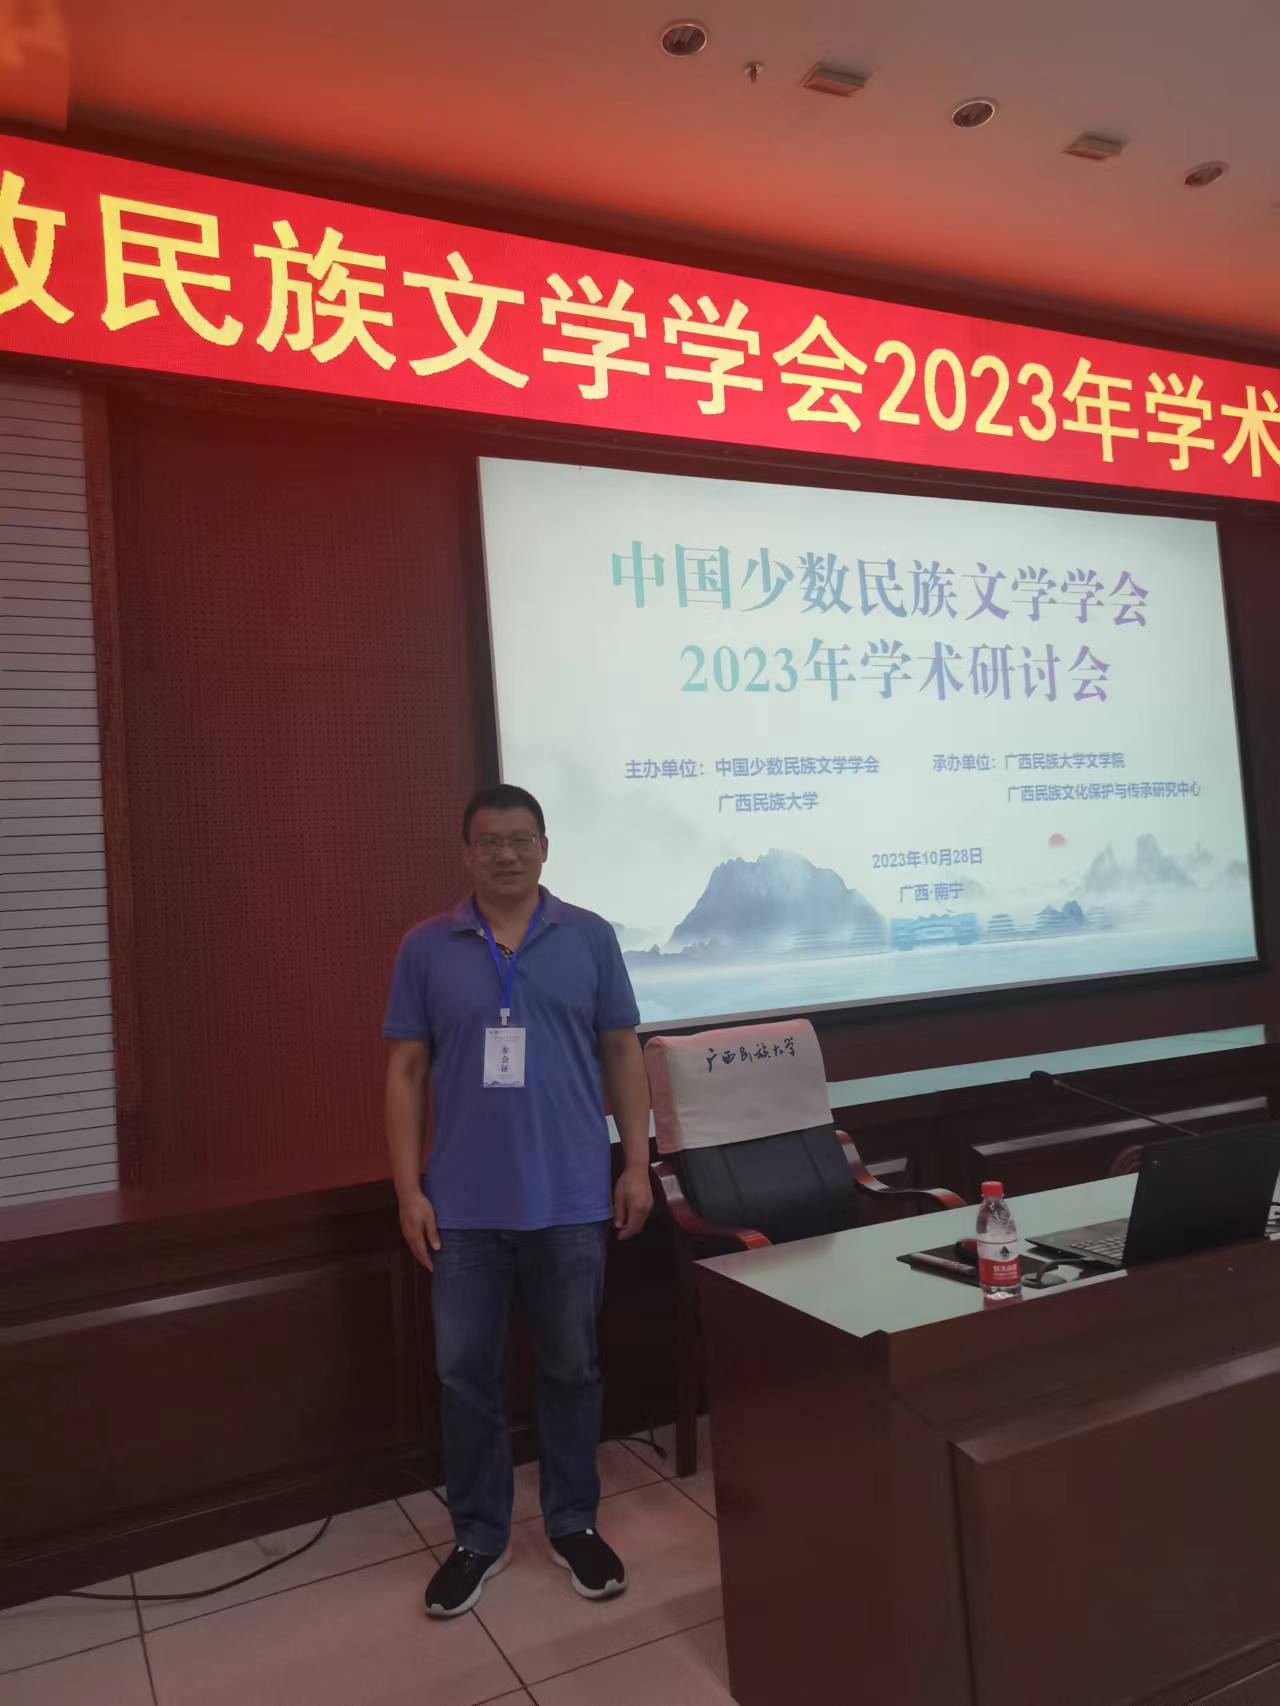 数民族文学学会2023年学术
中国少数民族文学学会
2023年学术研讨会
主办单位：中国少数民族文学学会
广西民族大学
承办单位：广西民族大学文学院
广西民族文化保护与传承研究中心
2023年10月28日
广西·南宁
参会证
广西民族大学